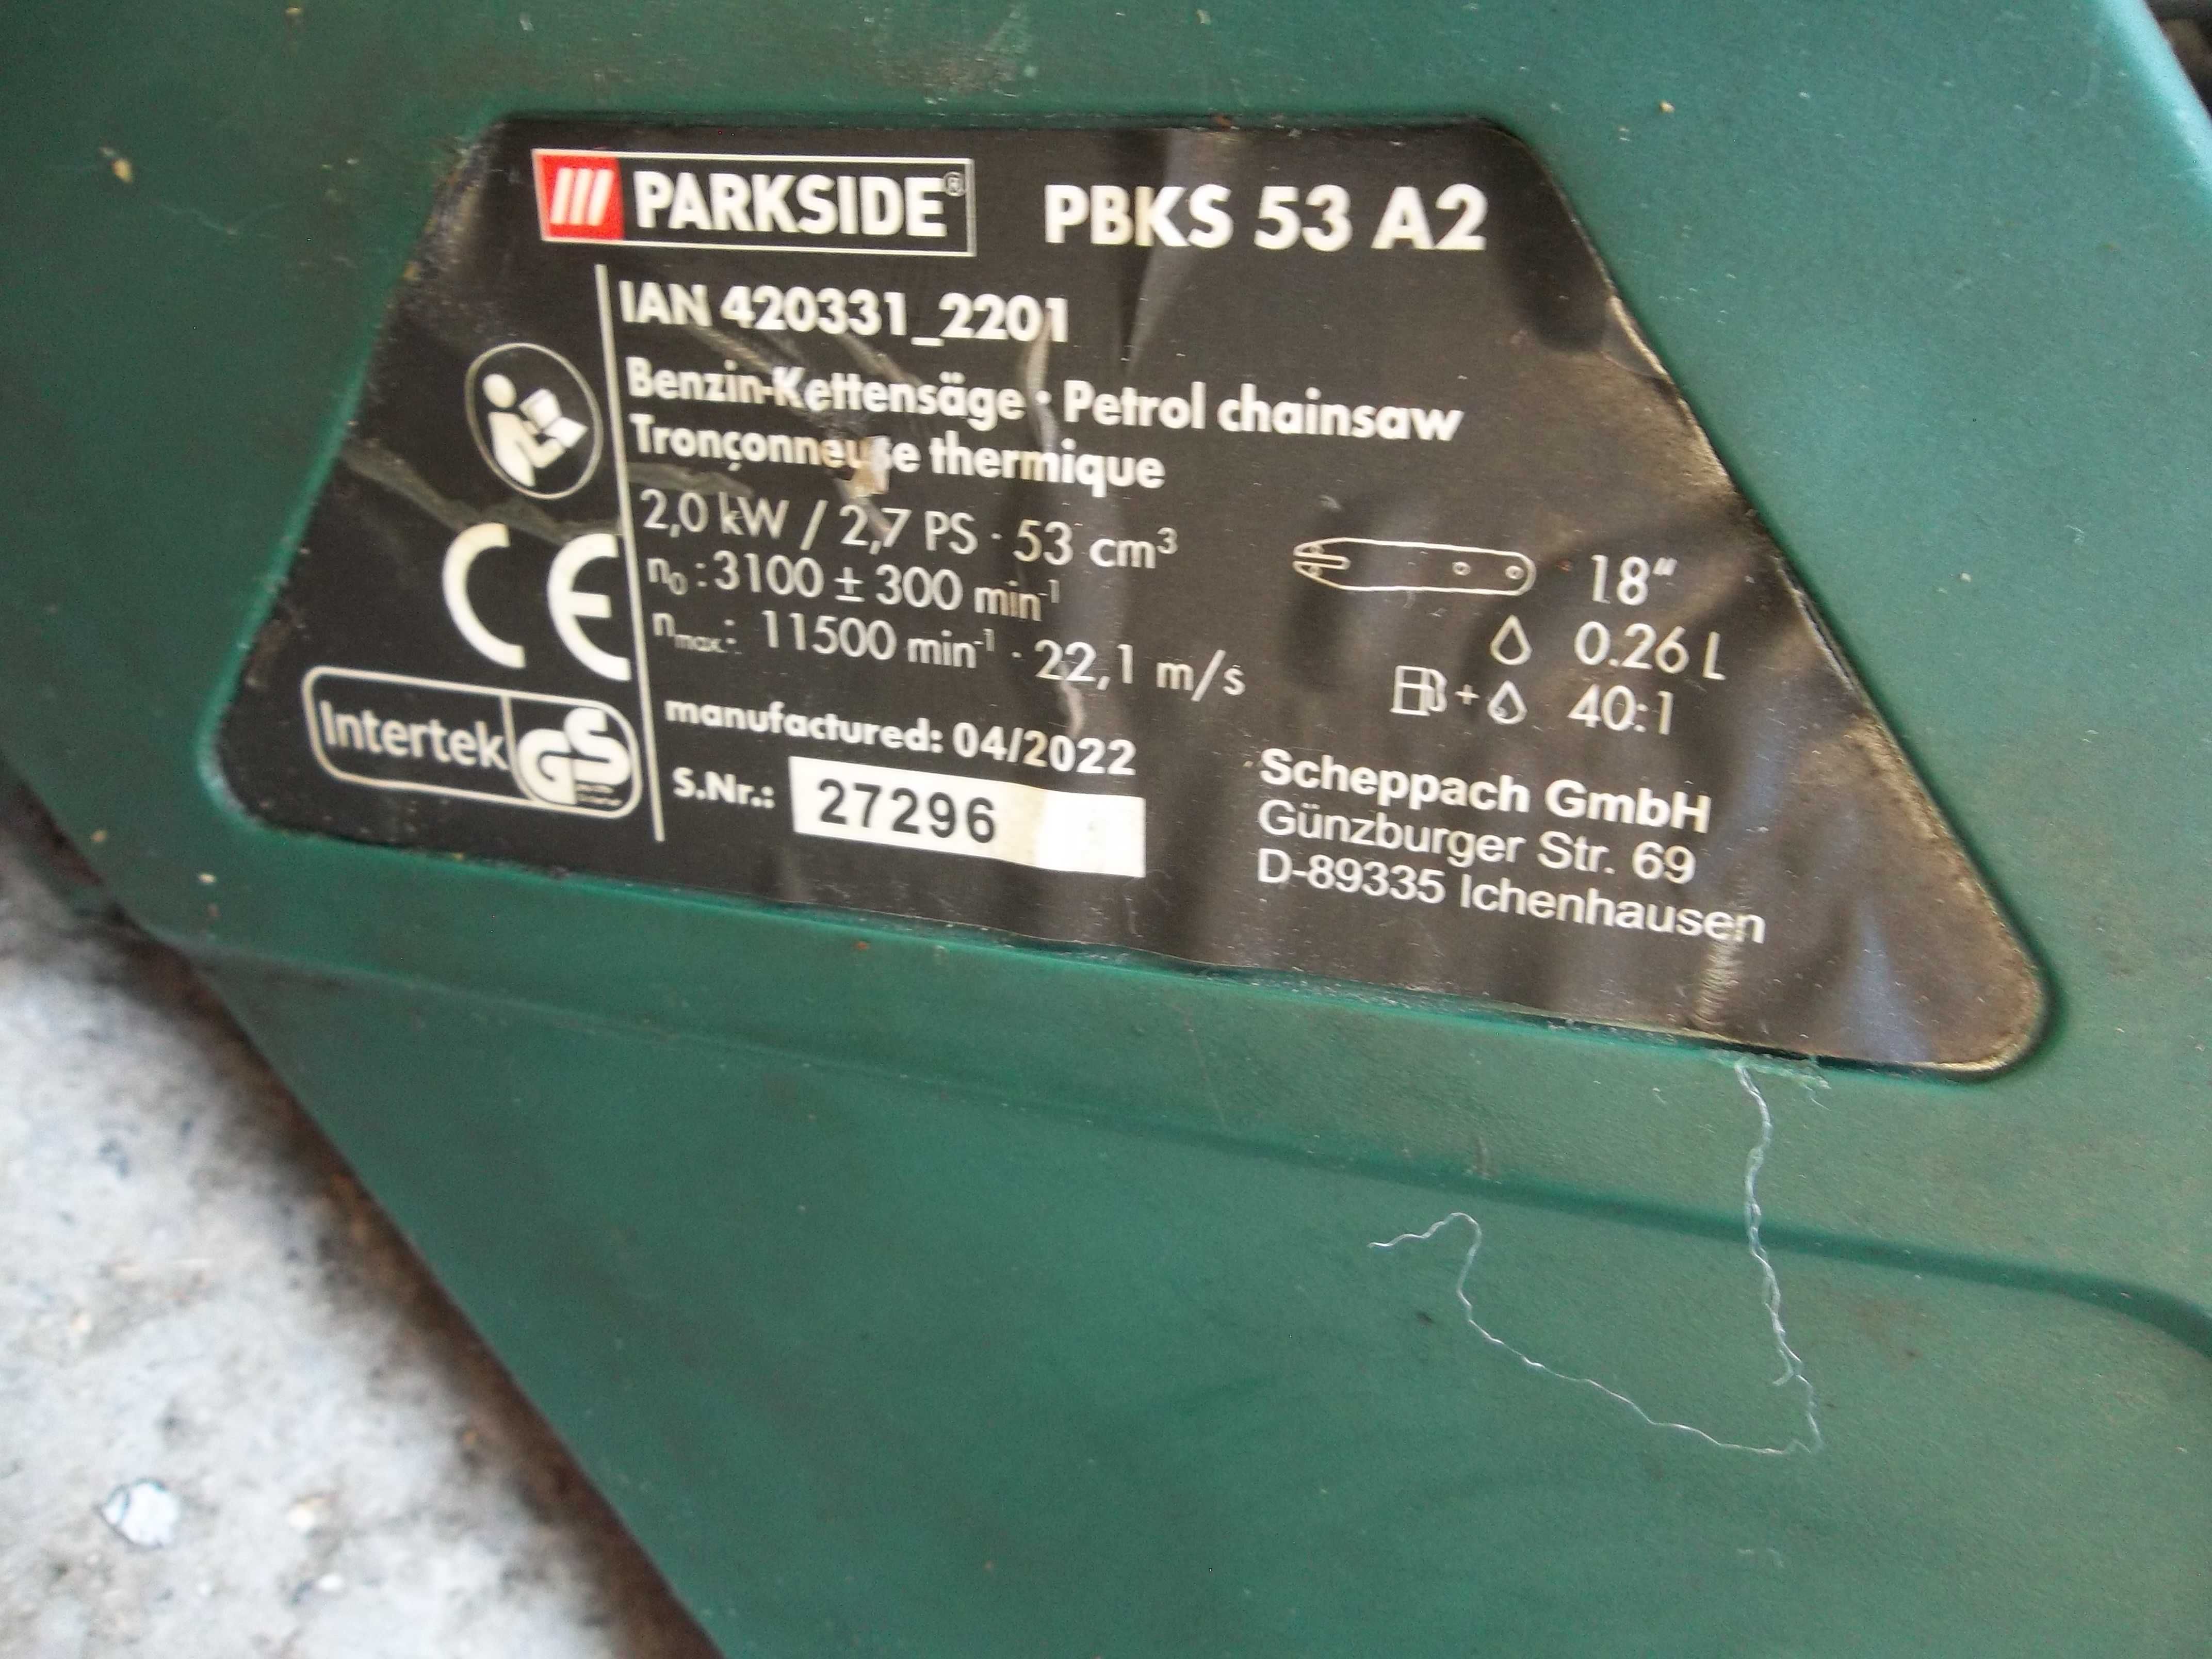 PARKSIDE® PBKS 53 A2
IAN 420331_2201
Benzin-Kettensäge · Petrol chainsaw
Tronçonneuse thermique
2,0 kW / 2,7 PS · 53 cm³
n₀ : 3100 ± 300 min⁻¹
nmax.: 11500 min⁻¹ · 22,1 m/s
18"
0.26 L
+ 40:1
CE
Intertek GS
manufactured: 04/2022
S.Nr.: 27296
Scheppach GmbH
Günzburger Str. 69
D-89335 Ichenhausen